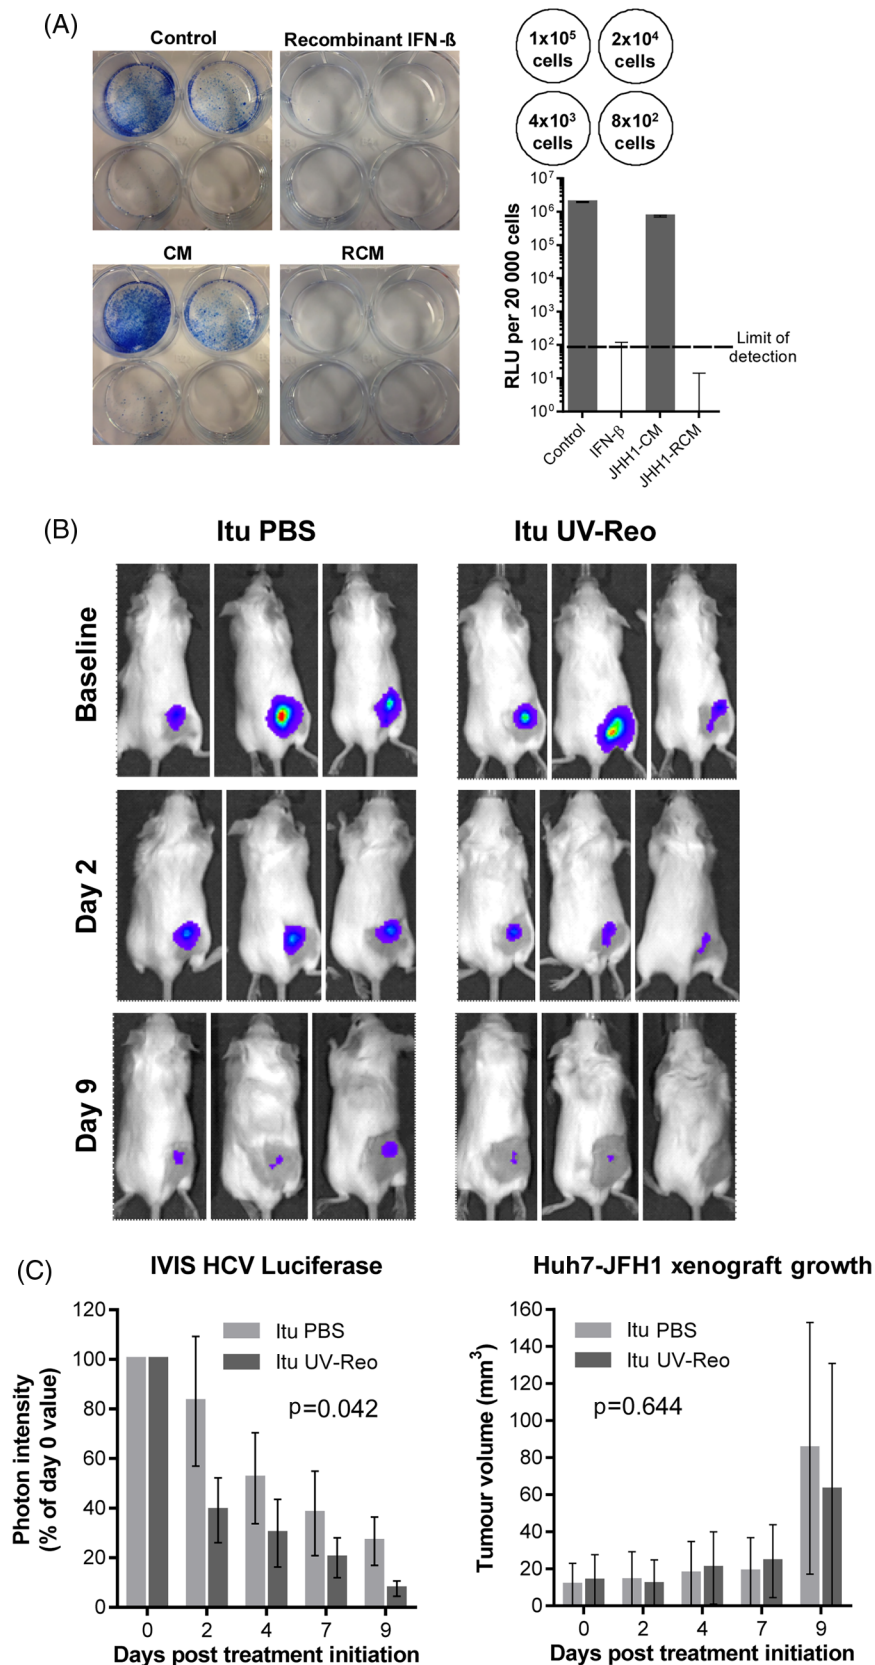 (A)
Control
Recombinant IFN-ß
CM
RCM
1x10⁵
cells
2x10⁴
cells
4x10³
cells
8x10²
cells
RLU per 20 000 cells
10⁷
10⁶
10⁵
10⁴
10³
10²
10¹
10⁰
Limit of
detection
Control
IFN-β
JHH1-CM
JHH1-RCM
(B)
Itu PBS
Itu UV-Reo
Baseline
Day 2
Day 9
(C)
IVIS HCV Luciferase
Photon intensity
(% of day 0 value)
120
100
80
60
40
20
0
Itu PBS
Itu UV-Reo
p=0.042
0 2 4 7 9
Days post treatment initiation
Huh7-JFH1 xenograft growth
Tumour volume (mm³)
160
140
120
100
80
60
40
20
0
Itu PBS
Itu UV-Reo
p=0.644
0 2 4 7 9
Days post treatment initiation